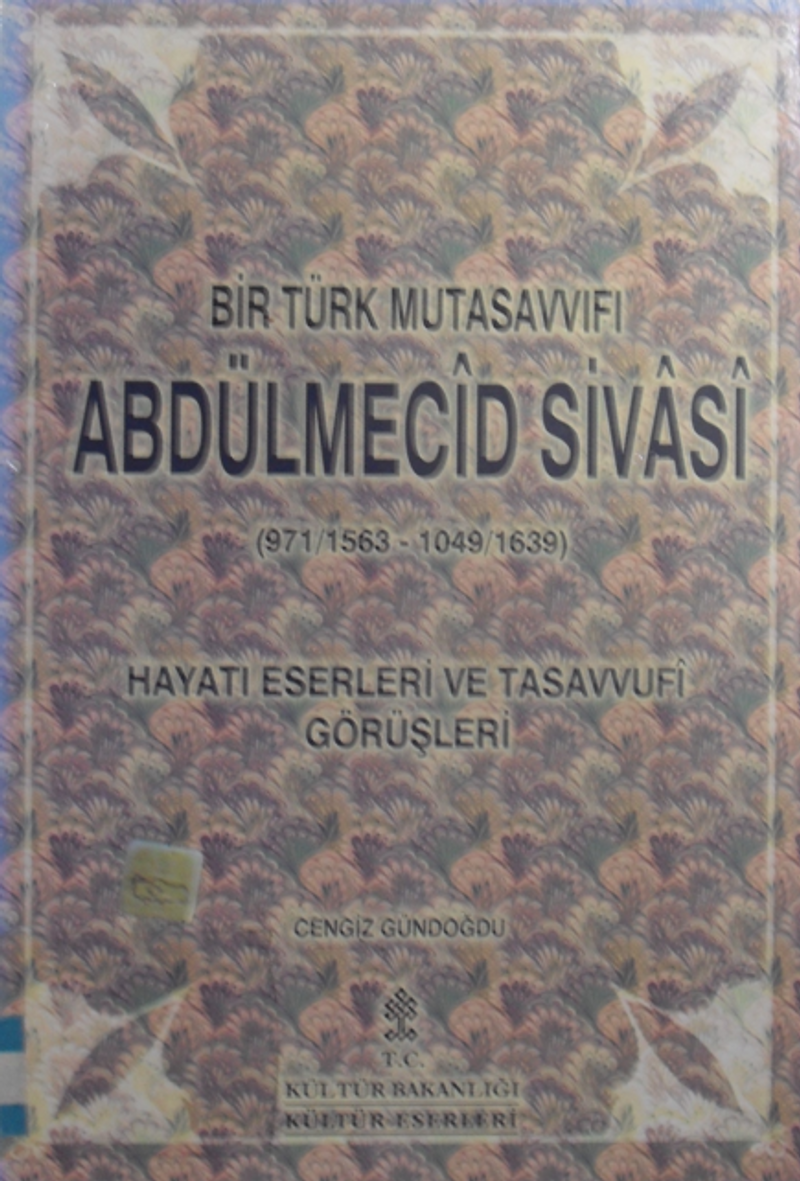 BİR TÜRK MUTASAVVIFI
ABDÜLMECÎD SİVÂSÎ
(971/1563 - 1049/1639)
HAYATI ESERLERİ VE TASAVVUFÎ
GÖRÜŞLERİ
CENGİZ GÜNDOĞDU
T.C.
KÜLTÜR BAKANLIĞI
KÜLTÜR ESERLERİ